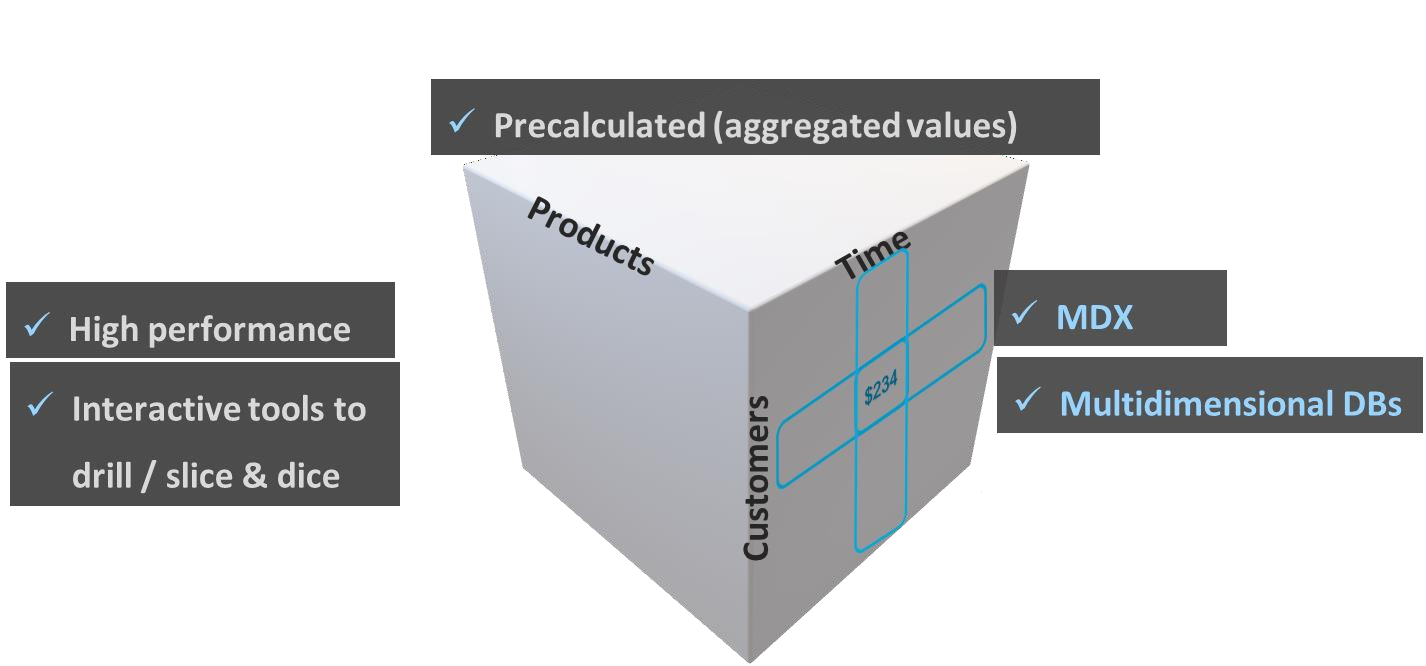 ✓ Precalculated (aggregated values)
Products
Time
✓ High performance
✓ Interactive tools to
drill / slice & dice
Customers
$234
✓ MDX
✓ Multidimensional DBs